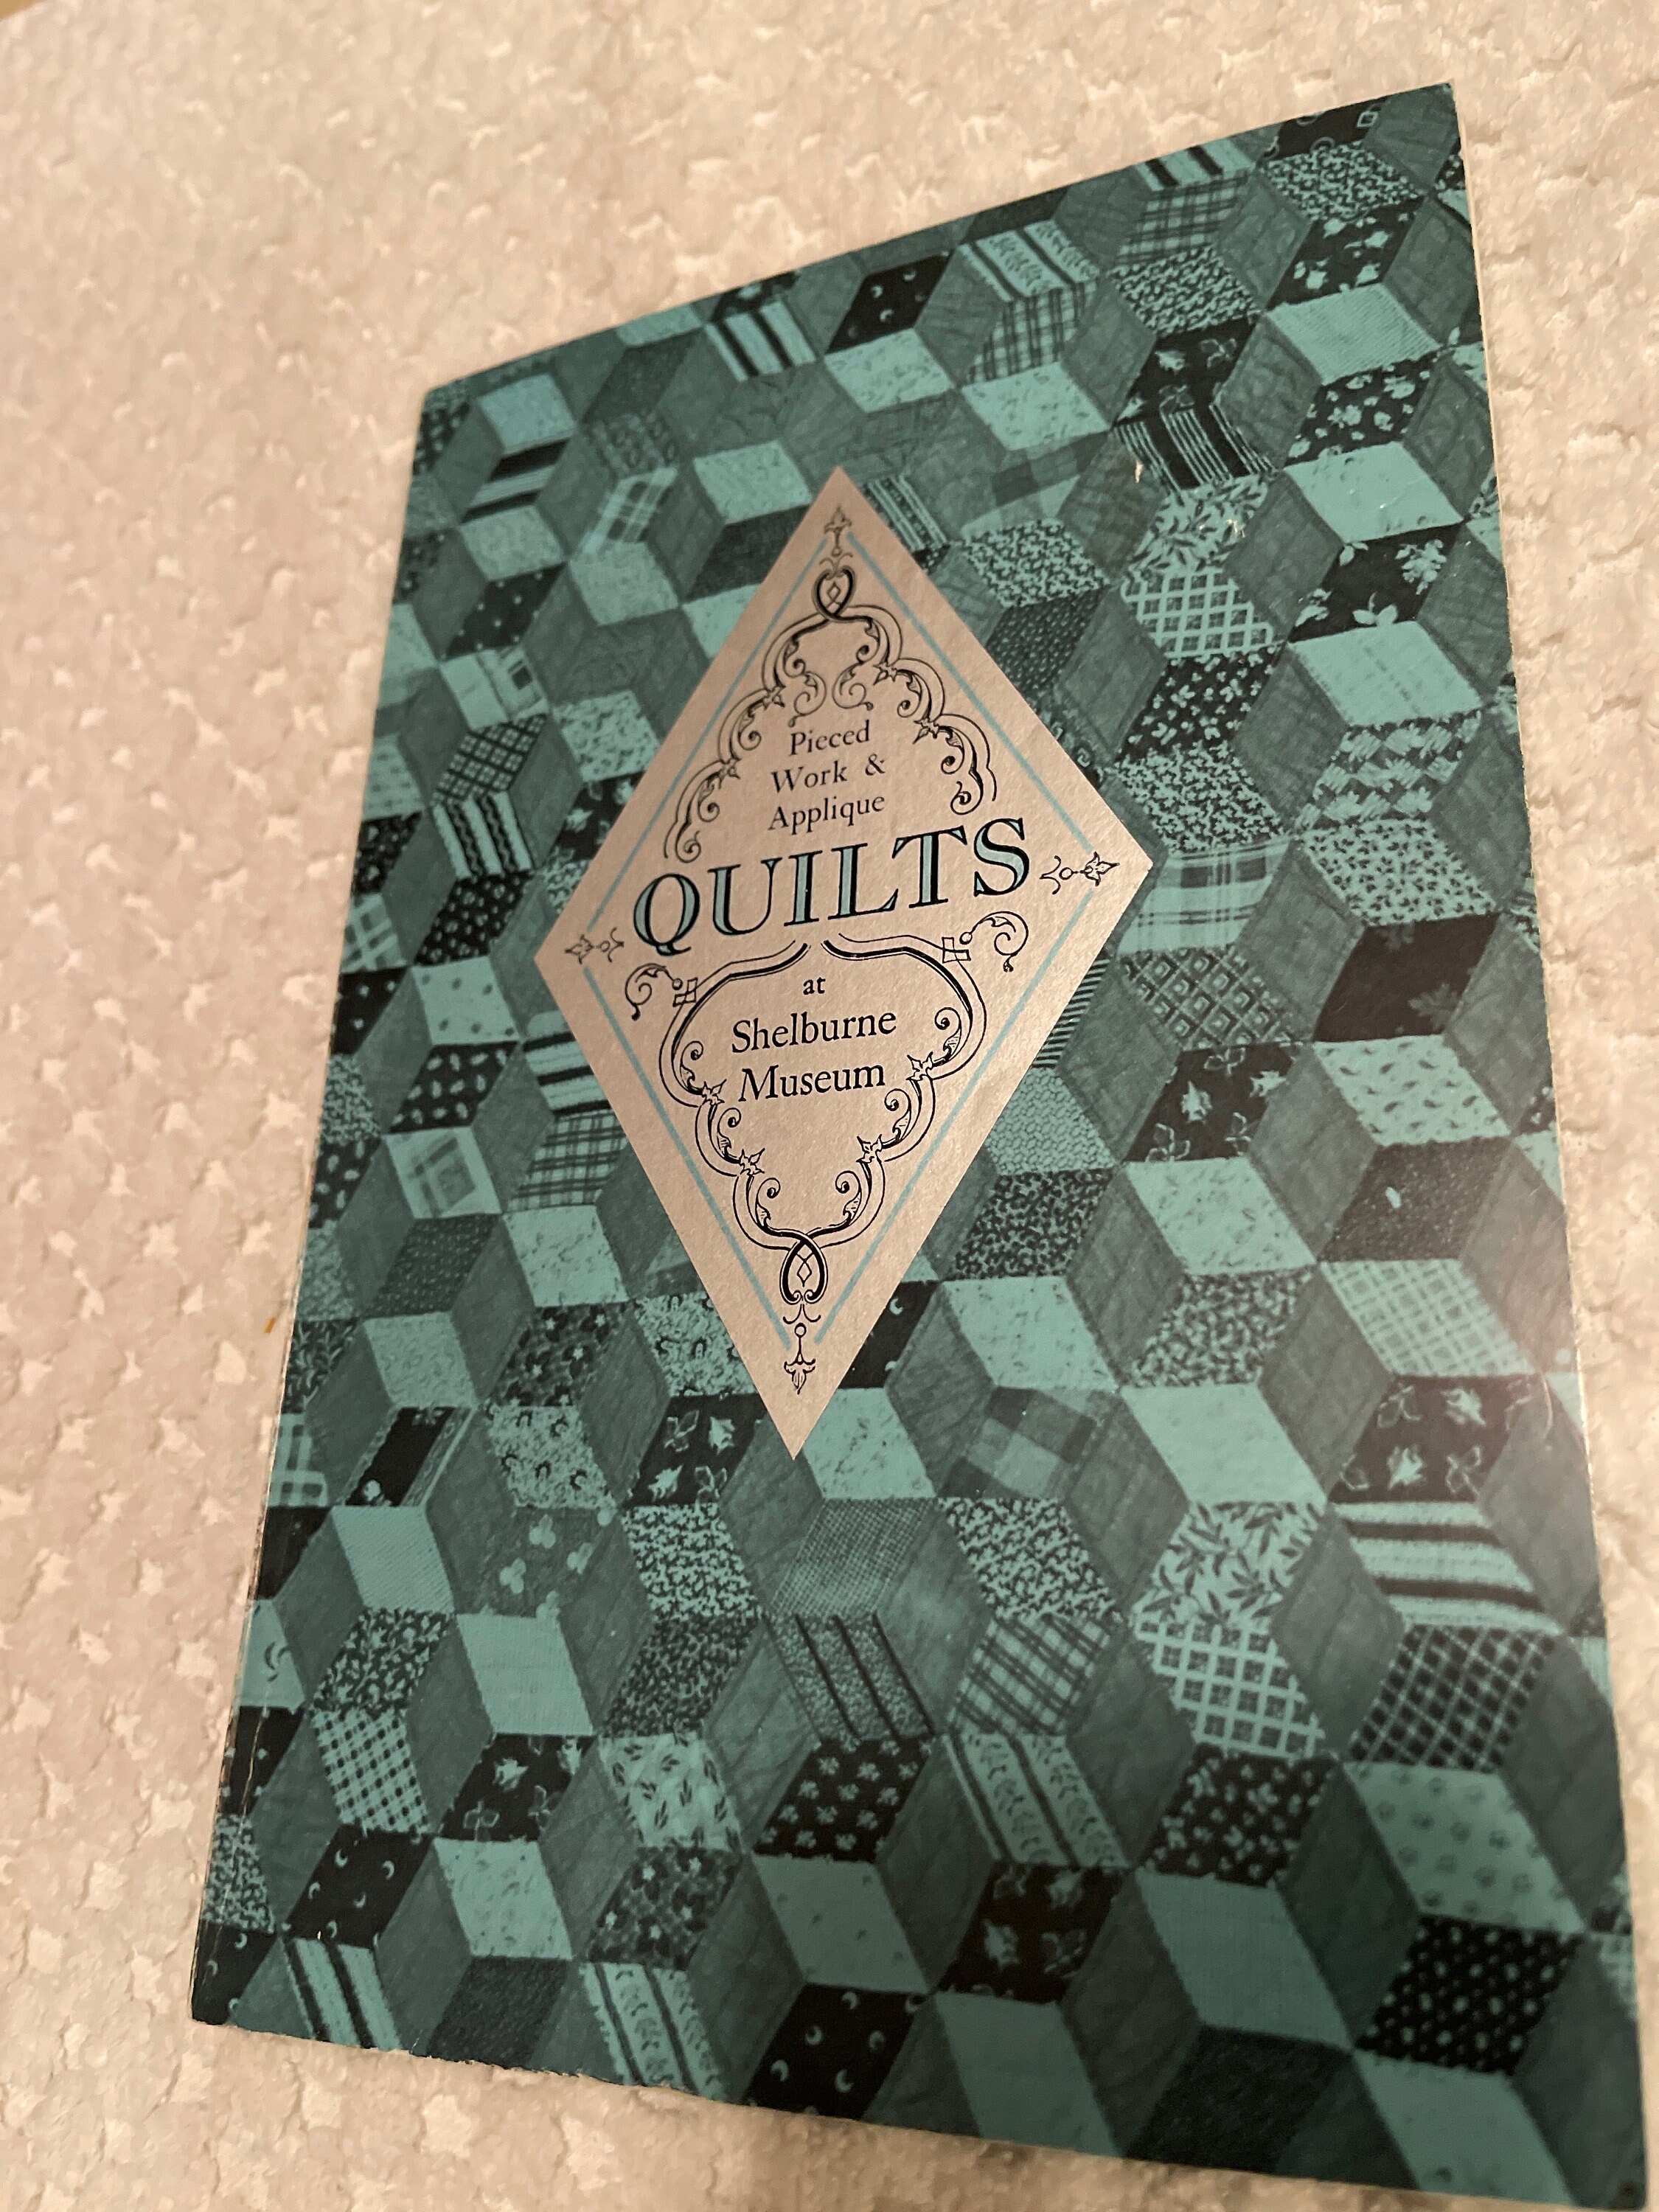 Pieced
Work &
Applique
QUILTS
at
Shelburne
Museum